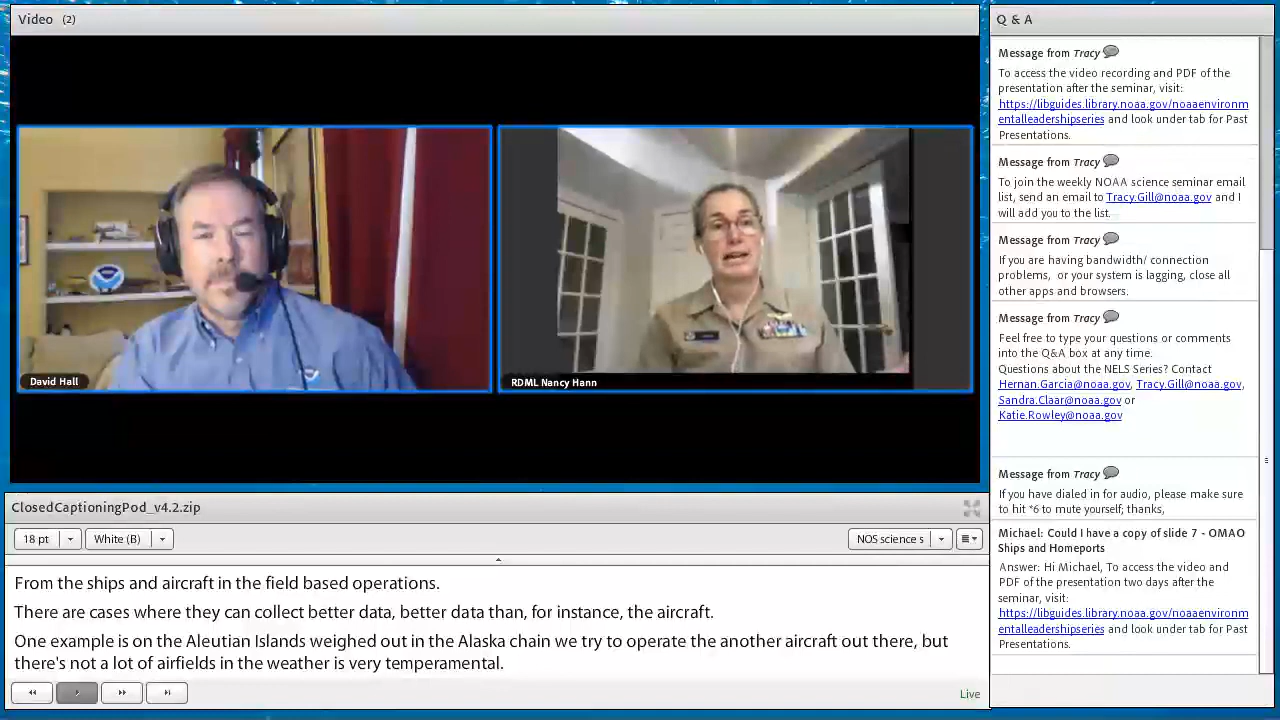 Video (2)
David Hall
RDML Nancy Hann
ClosedCaptioningPod_v4.2.zip
18 pt
White (B)
NOS science s
From the ships and aircraft in the field based operations.
There are cases where they can collect better data, better data than, for instance, the aircraft.
One example is on the Aleutian Islands weighed out in the Alaska chain we try to operate the another aircraft out there, but
there's not a lot of airfields in the weather is very temperamental.
Live
Q & A
Message from Tracy
To access the video recording and PDF of the
presentation after the seminar, visit:
https://libguides.library.noaa.gov/noaaenvironm
entalleadershipseries and look under tab for Past
Presentations.
Message from Tracy
To join the weekly NOAA science seminar email
list, send an email to Tracy.Gill@noaa.gov and I
will add you to the list.
Message from Tracy
If you are having bandwidth/ connection
problems, or your system is lagging, close all
other apps and browsers.
Message from Tracy
Feel free to type your questions or comments
into the Q&A box at any time.
Questions about the NELS Series? Contact
Hernan.Garcia@noaa.gov, Tracy.Gill@noaa.gov,
Sandra.Claar@noaa.gov or
Katie.Rowley@noaa.gov
Message from Tracy
If you have dialed in for audio, please make sure
to hit *6 to mute yourself; thanks,
Michael: Could I have a copy of slide 7 - OMAO
Ships and Homeports
Answer: Hi Michael, To access the video and
PDF of the presentation two days after the
seminar, visit:
https://libguides.library.noaa.gov/noaaenvironm
entalleadershipseries and look under tab for Past
Presentations.